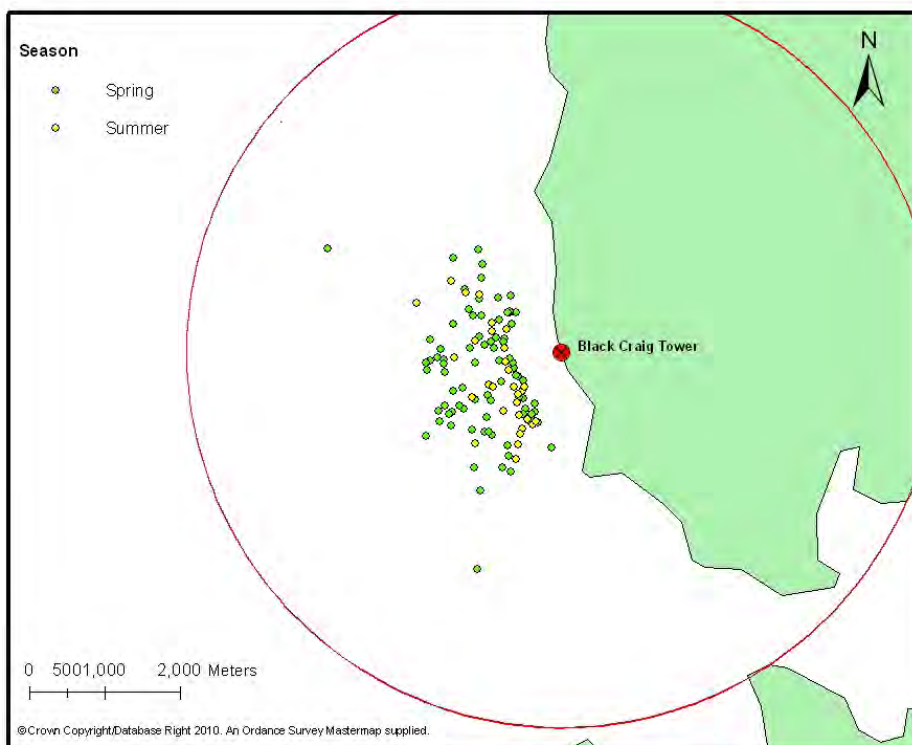 Season
Spring
Summer
N
Black Craig Tower
0 5001,000 2,000 Meters
©Crown Copyright/Database Right 2010. An Ordance Survey Mastermap supplied.